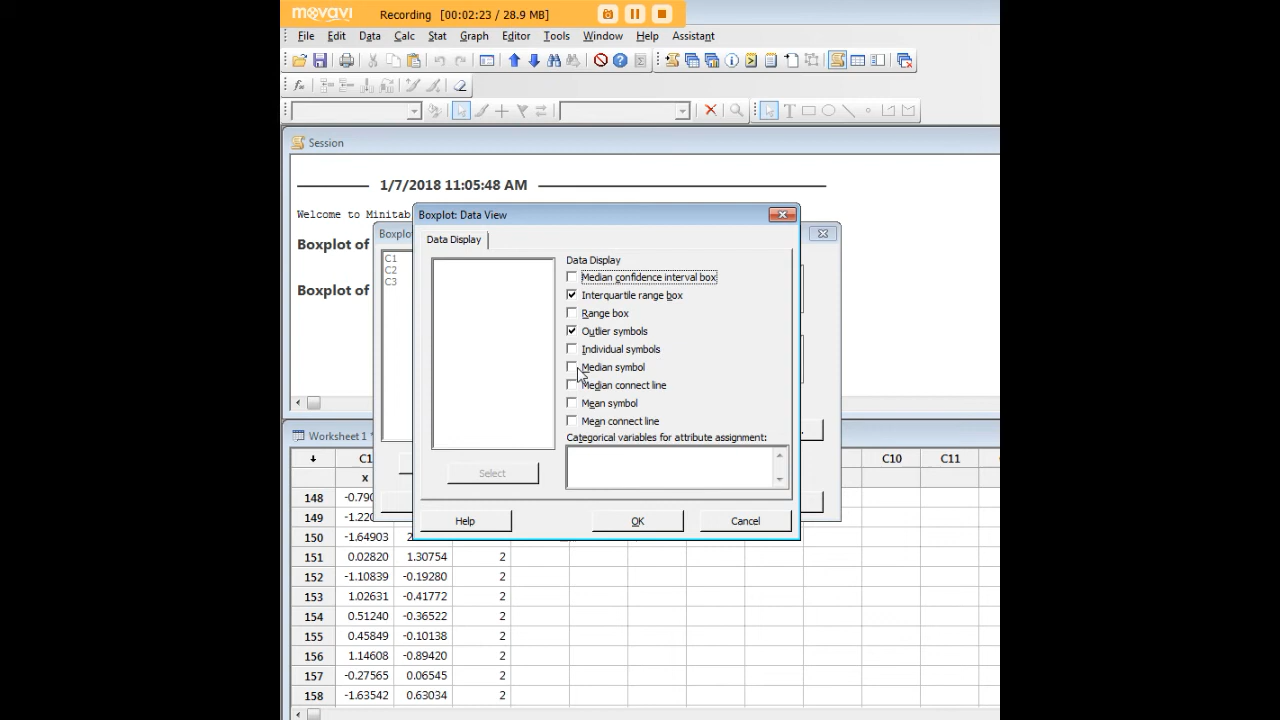 movavi Recording [00:02:23 / 28.9 MB]
File Edit Data Calc Stat Graph Editor Tools Window Help Assistant
Session
1/7/2018 11:05:48 AM
Welcome to Minitab
Boxplot of
Boxplot of
Boxplot
C1
C2
C3
Boxplot: Data View
Data Display
Data Display
Median confidence interval box
Interquartile range box
Range box
Outlier symbols
Individual symbols
Median symbol
Median connect line
Mean symbol
Mean connect line
Categorical variables for attribute assignment:
Select
Help OK Cancel
Worksheet 1 *
C1 C10 C11
x
148 -0.790
149 -1.220
150 -1.64903
151 0.02820 1.30754 2
152 -1.10839 -0.19280 2
153 1.02631 -0.41772 2
154 0.51240 -0.36522 2
155 0.45849 -0.10138 2
156 1.14608 -0.89420 2
157 -0.27565 0.06545 2
158 -1.63542 0.63034 2